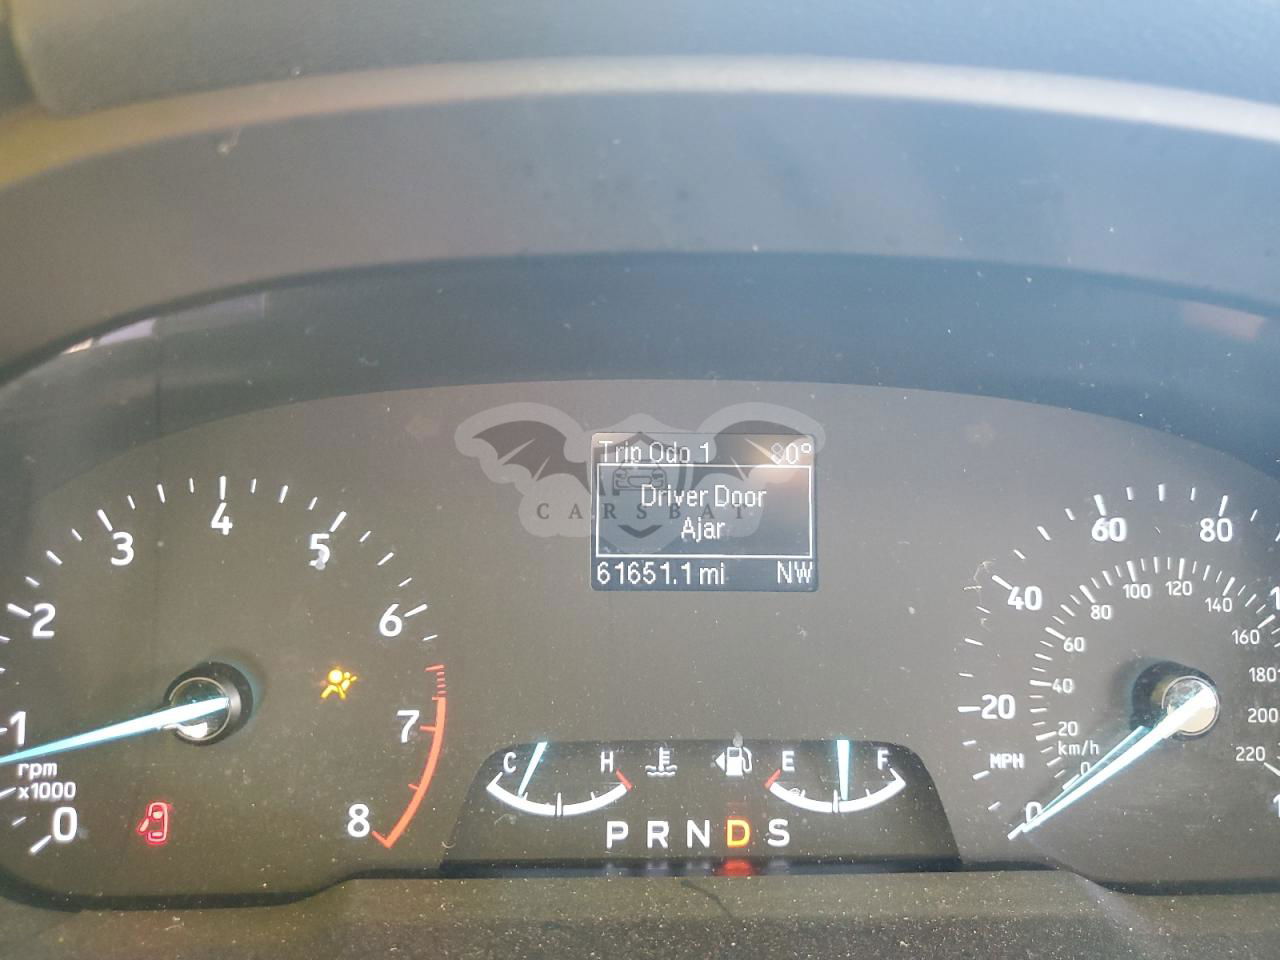 Trip Odo 1 80°
Driver Door
Ajar
61651.1 mi NW
CARSBAT
0 1 2 3 4 5 6 7 8
rpm
x1000
C H
E F
P R N D S
0 20 40 60 80
MPH
0 20 40 60 80 100 120 140 160 180 200 220
km/h